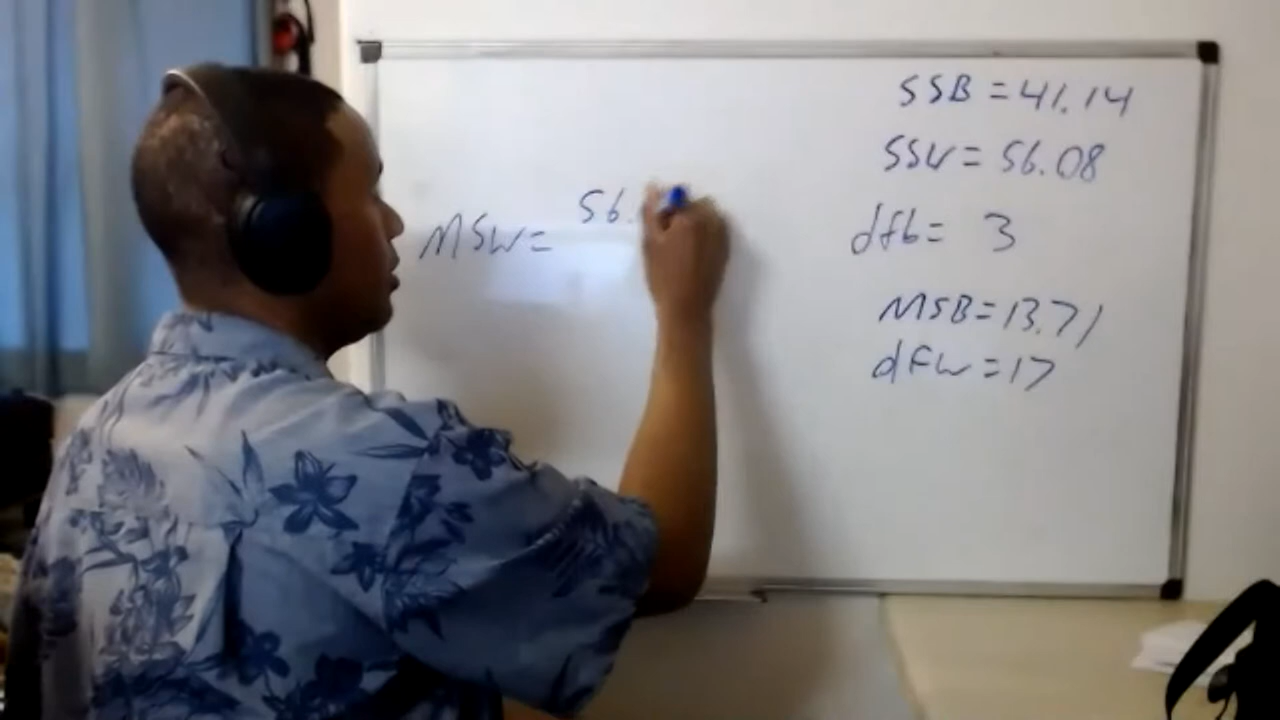 SSB = 41.14
SSW = 56.08
MSW = 56.
dfb = 3
MSB = 13.71
dfw = 17